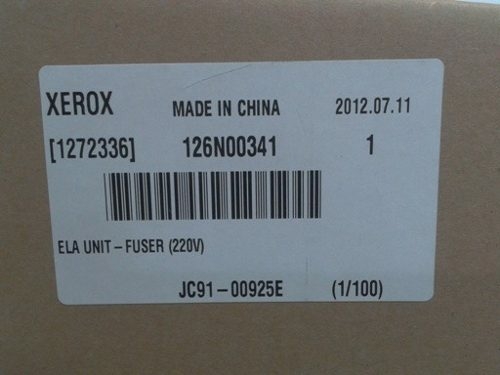 XEROX MADE IN CHINA 2012.07.11
[1272336] 126N00341 1
ELA UNIT-FUSER (220V)
JC91-00925E (1/100)